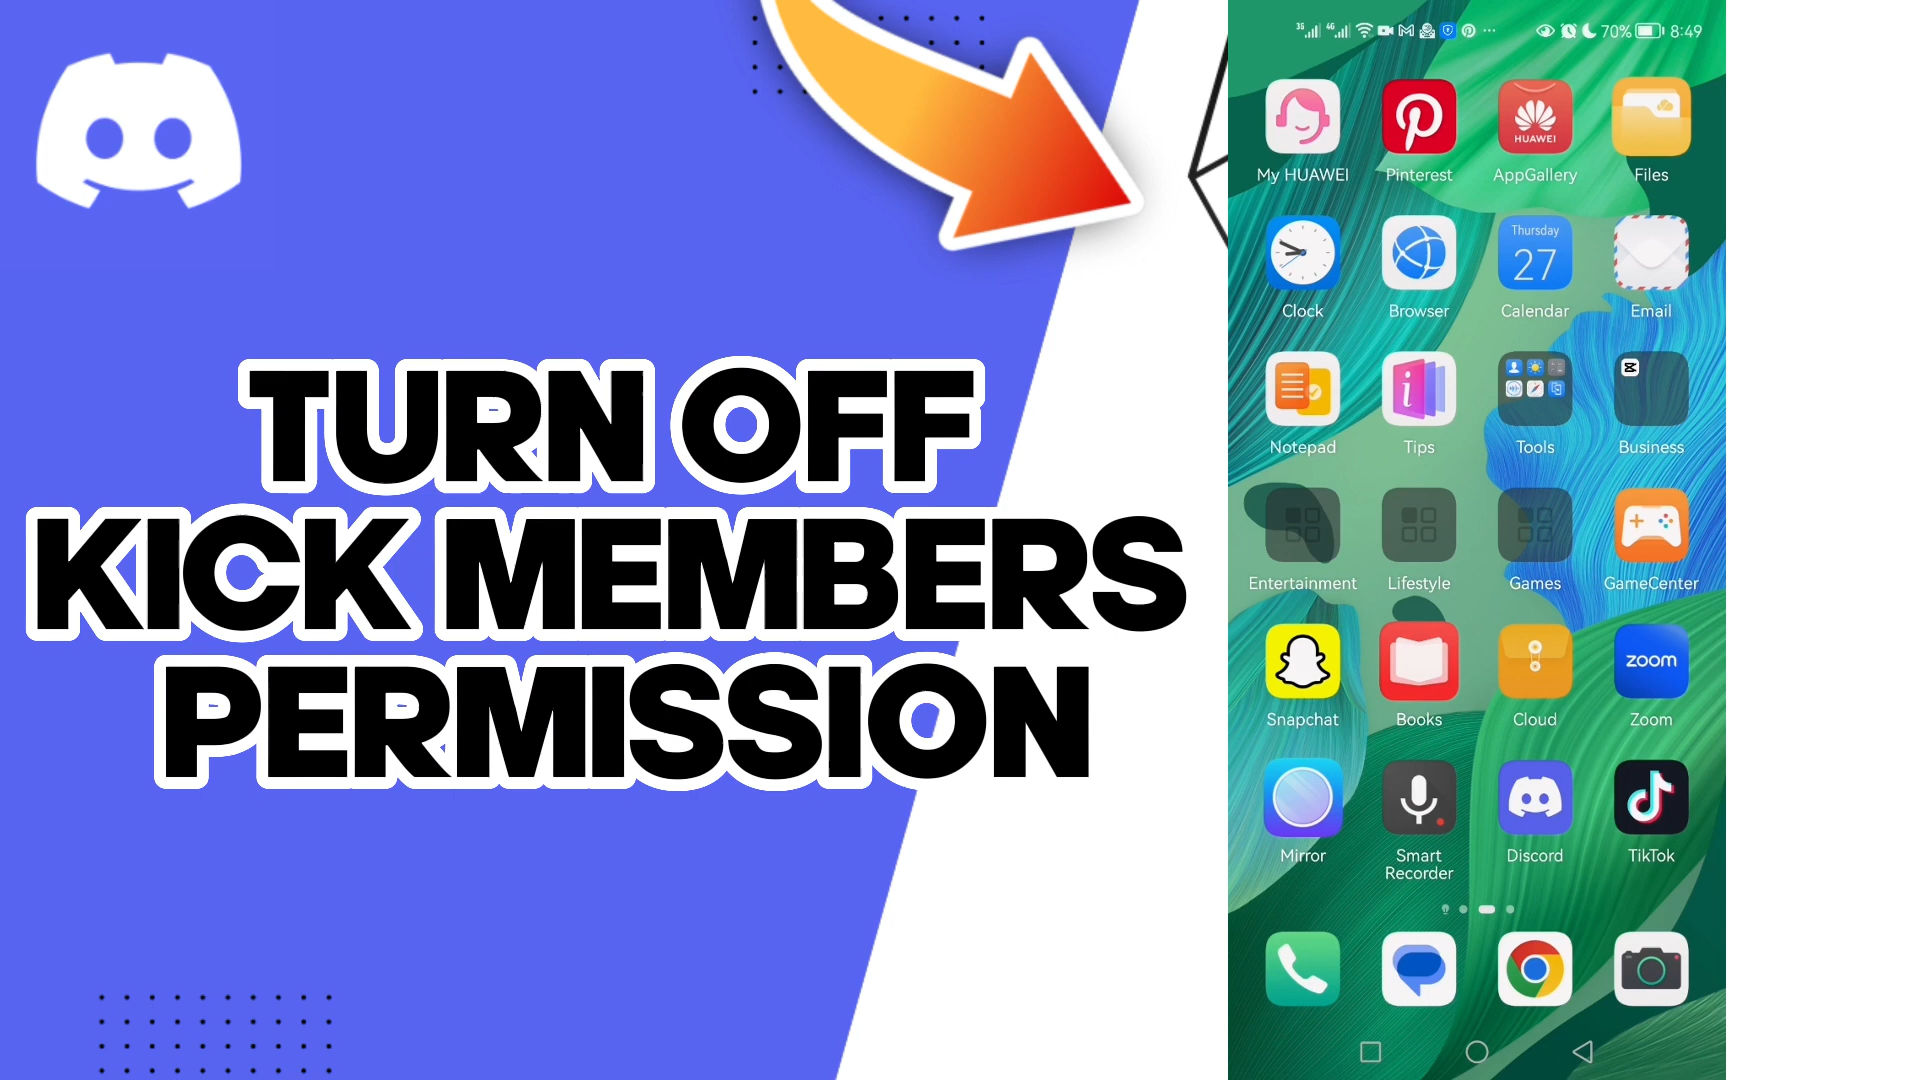 TURN OFF
KICK MEMBERS
PERMISSION
3G 4G 70% 8:49
My HUAWEI Pinterest AppGallery Files
HUAWEI
Thursday
27
Clock Browser Calendar Email
Notepad Tips Tools Business
Entertainment Lifestyle Games GameCenter
zoom
Snapchat Books Cloud Zoom
Mirror Smart Recorder Discord TikTok